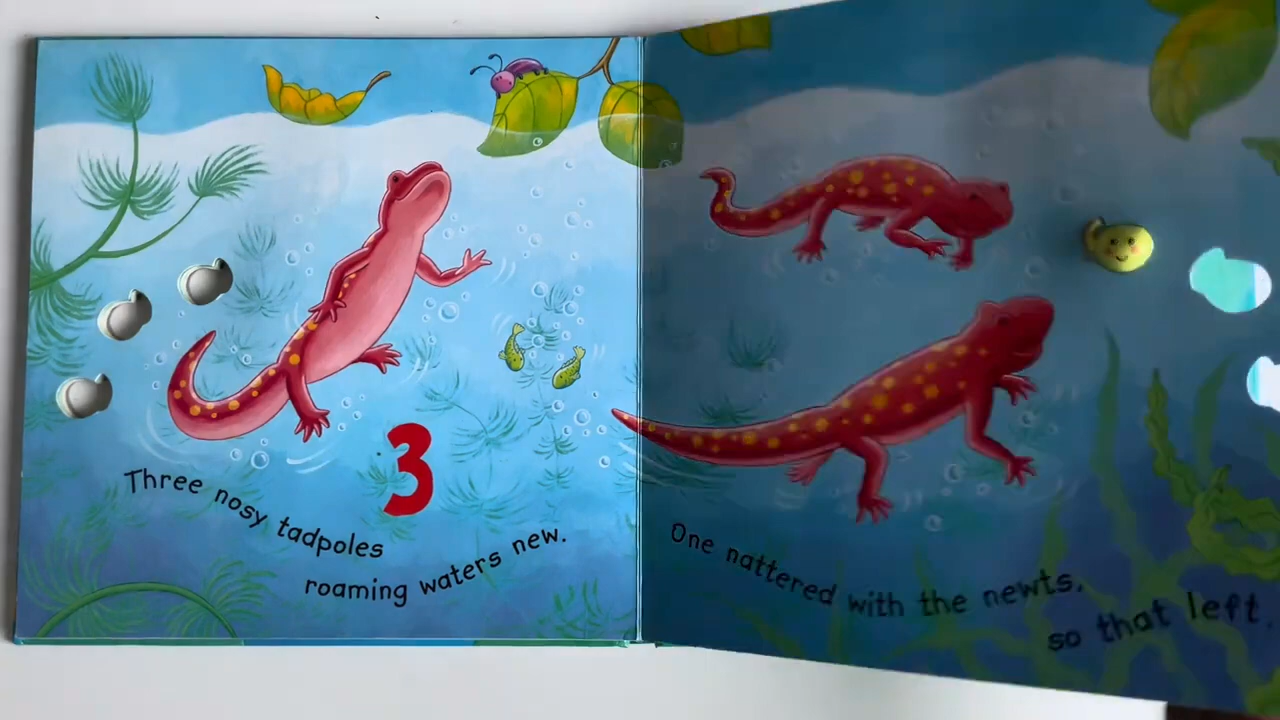 Three nosy tadpoles
roaming waters new.
3
One nattered with the newts,
so that left